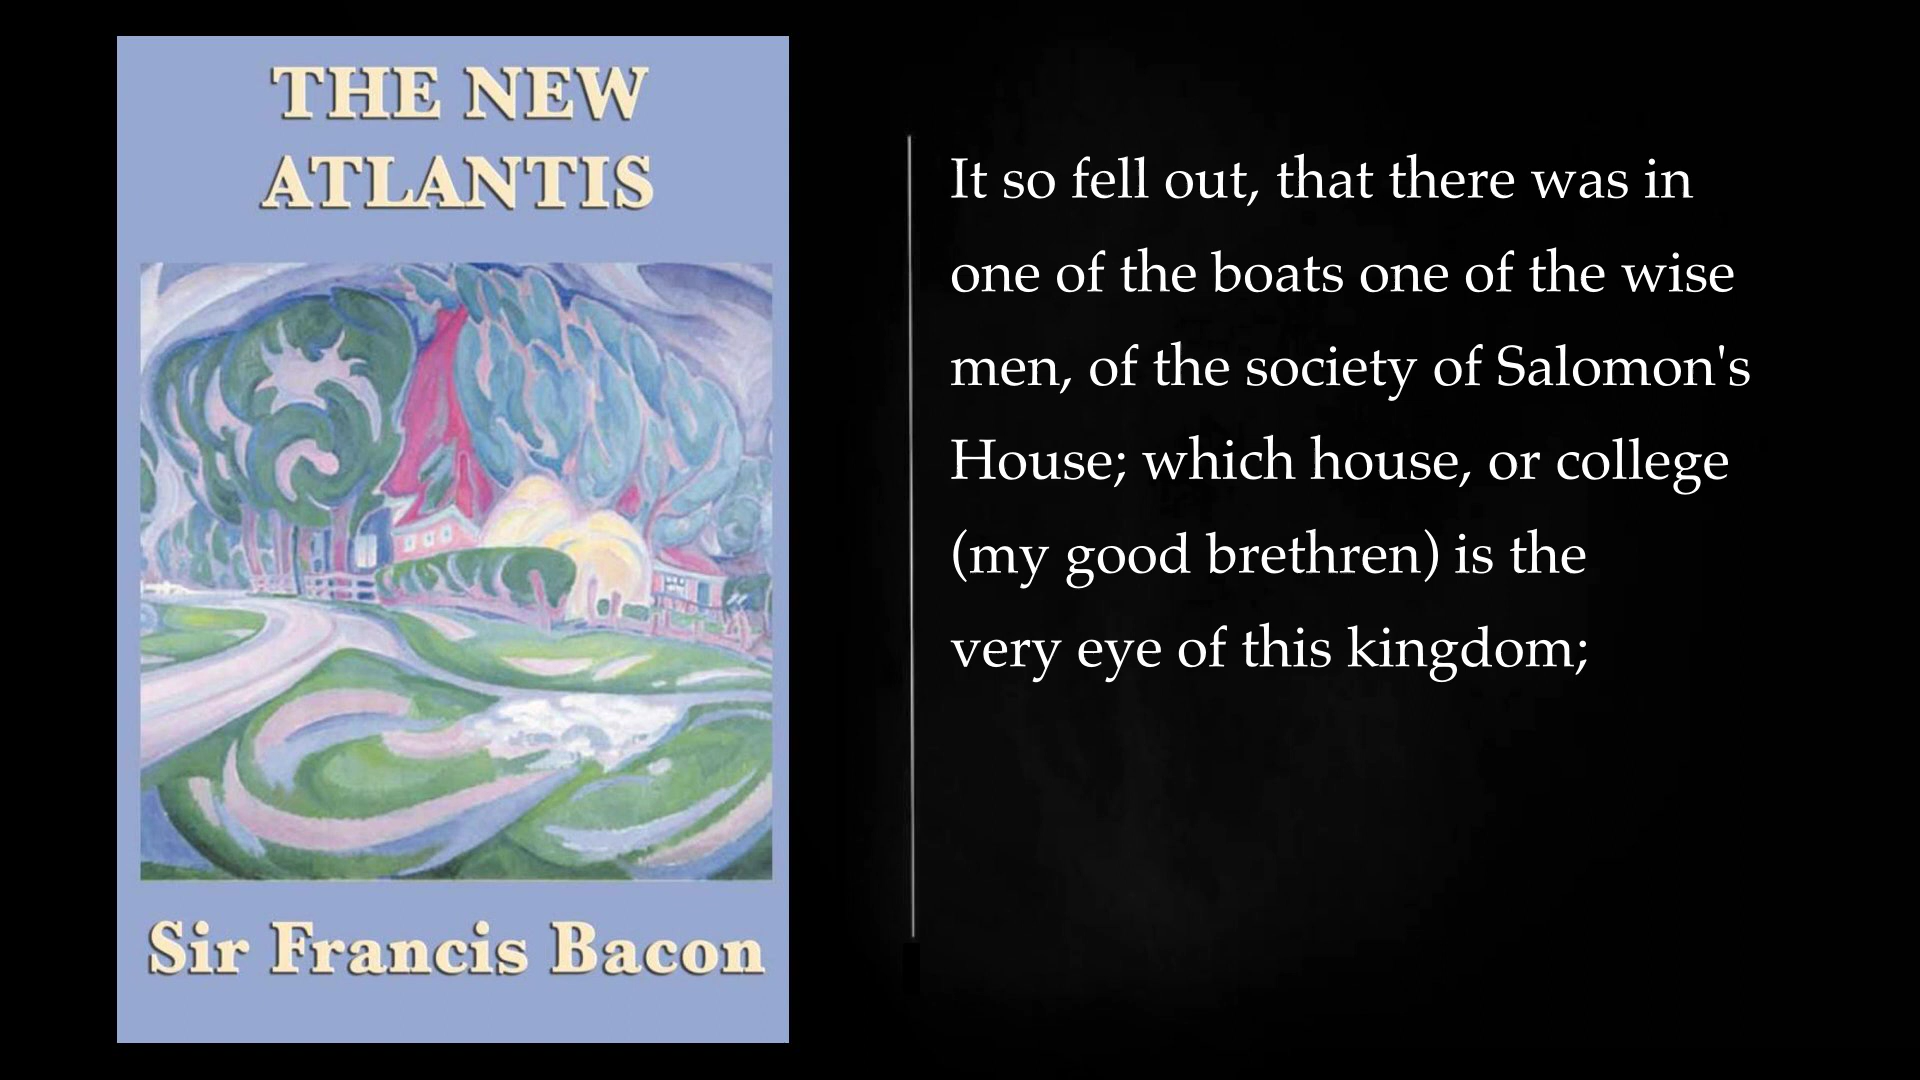 THE NEW
ATLANTIS
Sir Francis Bacon
It so fell out, that there was in
one of the boats one of the wise
men, of the society of Salomon's
House; which house, or college
(my good brethren) is the
very eye of this kingdom;